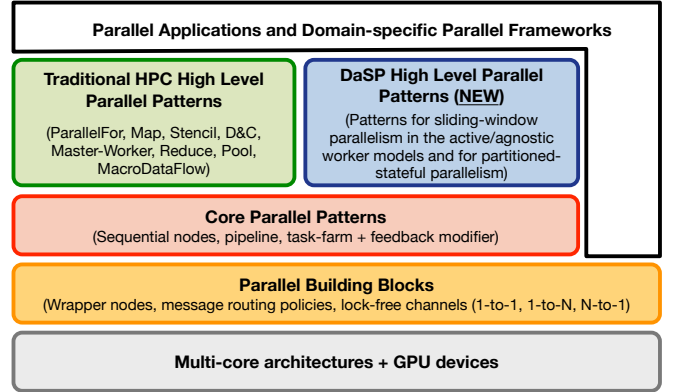 Parallel Applications and Domain-specific Parallel Frameworks
Traditional HPC High Level
Parallel Patterns
(ParallelFor, Map, Stencil, D&C,
Master-Worker, Reduce, Pool,
MacroDataFlow)
DaSP High Level Parallel
Patterns (NEW)
(Patterns for sliding-window
parallelism in the active/agnostic
worker models and for partitioned-
stateful parallelism)
Core Parallel Patterns
(Sequential nodes, pipeline, task-farm + feedback modifier)
Parallel Building Blocks
(Wrapper nodes, message routing policies, lock-free channels (1-to-1, 1-to-N, N-to-1)
Multi-core architectures + GPU devices